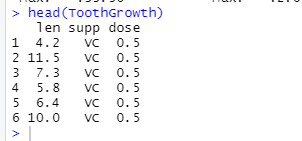 > head(ToothGrowth)
len supp dose
1 4.2 VC 0.5
2 11.5 VC 0.5
3 7.3 VC 0.5
4 5.8 VC 0.5
5 6.4 VC 0.5
6 10.0 VC 0.5
>